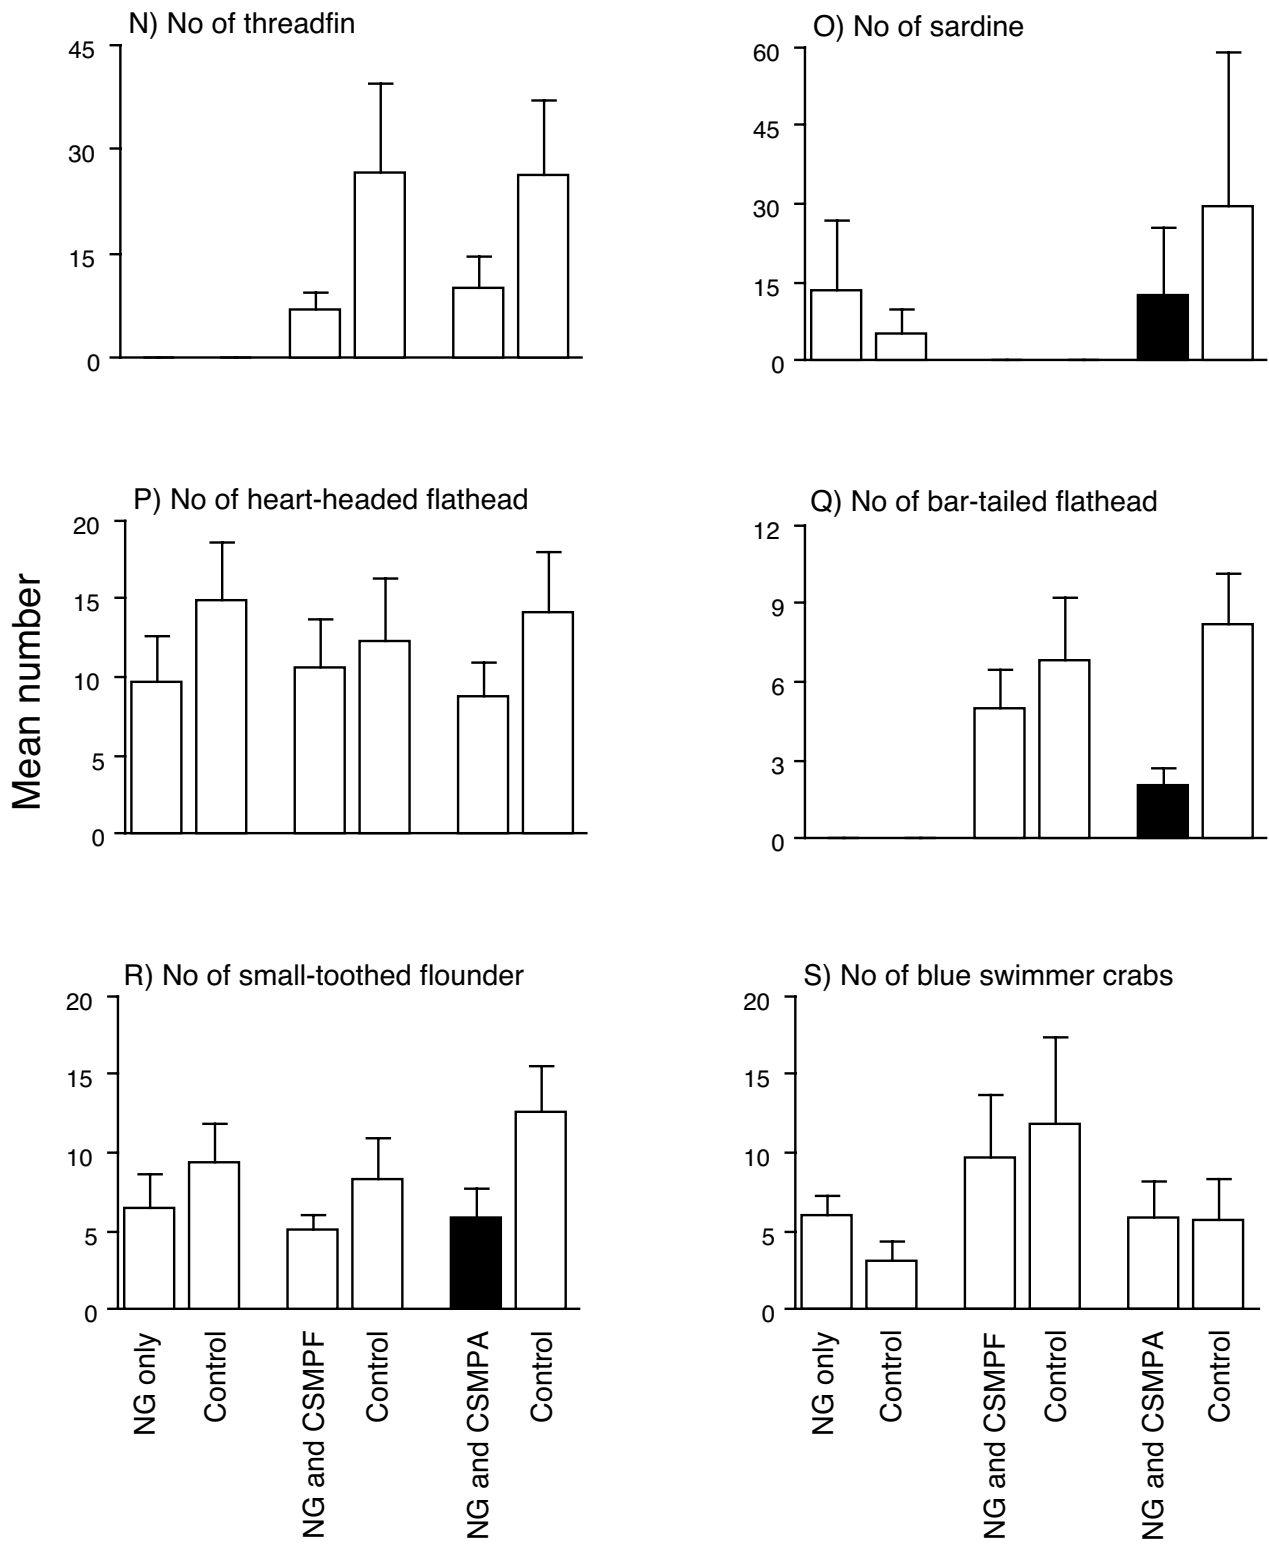 N) No of threadfin
45
30
15
0
O) No of sardine
60
45
30
15
0
Mean number
P) No of heart-headed flathead
20
15
10
5
0
Q) No of bar-tailed flathead
12
9
6
3
0
R) No of small-toothed flounder
20
15
10
5
0
NG only
Control
NG and CSMPF
Control
NG and CSMPA
Control
S) No of blue swimmer crabs
20
15
10
5
0
NG only
Control
NG and CSMPF
Control
NG and CSMPA
Control